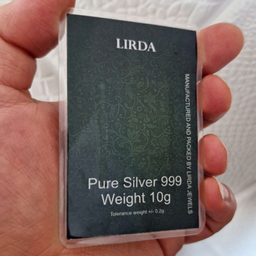 LIRDA
Pure Silver 999
Weight 10g
Tolerance weight +/- 0.2g
MANUFACTURED AND PACKED BY LIRDA JEWELS